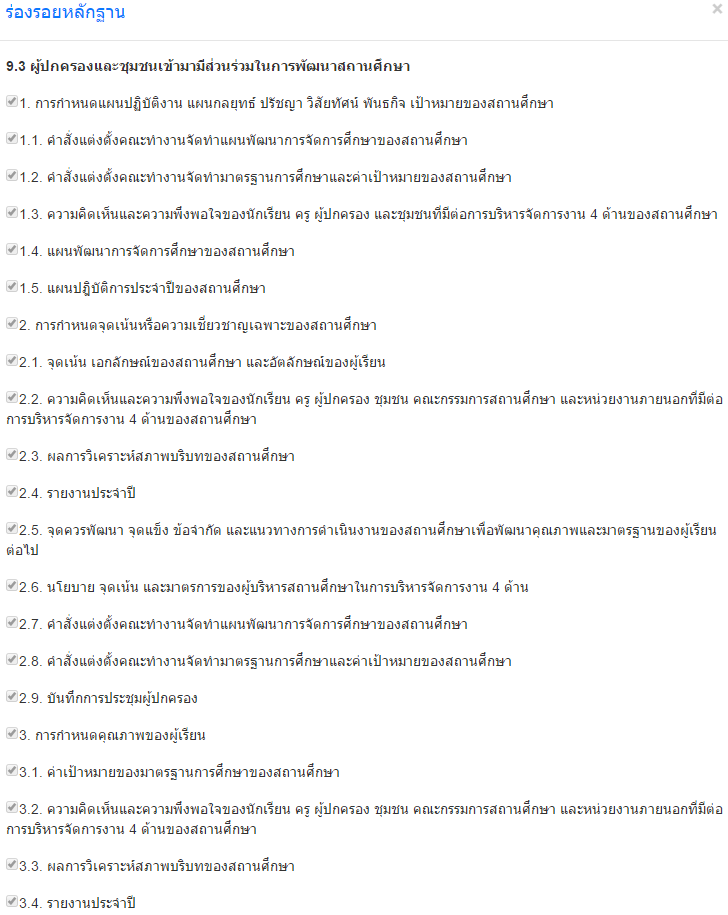 ร่องรอยหลักฐาน
×
9.3 ผู้ปกครองและชุมชนเข้ามามีส่วนร่วมในการพัฒนาสถานศึกษา
1. การกำหนดแผนปฏิบัติงาน แผนกลยุทธ์ ปรัชญา วิสัยทัศน์ พันธกิจ เป้าหมายของสถานศึกษา
1.1. คำสั่งแต่งตั้งคณะทำงานจัดทำแผนพัฒนาการจัดการศึกษาของสถานศึกษา
1.2. คำสั่งแต่งตั้งคณะทำงานจัดทำมาตรฐานการศึกษาและค่าเป้าหมายของสถานศึกษา
1.3. ความคิดเห็นและความพึงพอใจของนักเรียน ครู ผู้ปกครอง และชุมชนที่มีต่อการบริหารจัดการงาน 4 ด้านของสถานศึกษา
1.4. แผนพัฒนาการจัดการศึกษาของสถานศึกษา
1.5. แผนปฏิบัติการประจำปีของสถานศึกษา
2. การกำหนดจุดเน้นหรือความเชี่ยวชาญเฉพาะของสถานศึกษา
2.1. จุดเน้น เอกลักษณ์ของสถานศึกษา และอัตลักษณ์ของผู้เรียน
2.2. ความคิดเห็นและความพึงพอใจของนักเรียน ครู ผู้ปกครอง ชุมชน คณะกรรมการสถานศึกษา และหน่วยงานภายนอกที่มีต่อ
การบริหารจัดการงาน 4 ด้านของสถานศึกษา
2.3. ผลการวิเคราะห์สภาพบริบทของสถานศึกษา
2.4. รายงานประจำปี
2.5. จุดควรพัฒนา จุดแข็ง ข้อจำกัด และแนวทางการดำเนินงานของสถานศึกษาเพื่อพัฒนาคุณภาพและมาตรฐานของผู้เรียน
ต่อไป
2.6. นโยบาย จุดเน้น และมาตรการของผู้บริหารสถานศึกษาในการบริหารจัดการงาน 4 ด้าน
2.7. คำสั่งแต่งตั้งคณะทำงานจัดทำแผนพัฒนาการจัดการศึกษาของสถานศึกษา
2.8. คำสั่งแต่งตั้งคณะทำงานจัดทำมาตรฐานการศึกษาและค่าเป้าหมายของสถานศึกษา
2.9. บันทึกการประชุมผู้ปกครอง
3. การกำหนดคุณภาพของผู้เรียน
3.1. ค่าเป้าหมายของมาตรฐานการศึกษาของสถานศึกษา
3.2. ความคิดเห็นและความพึงพอใจของนักเรียน ครู ผู้ปกครอง ชุมชน คณะกรรมการสถานศึกษา และหน่วยงานภายนอกที่มีต่อ
การบริหารจัดการงาน 4 ด้านของสถานศึกษา
3.3. ผลการวิเคราะห์สภาพบริบทของสถานศึกษา
3.4. รายงานประจำปี